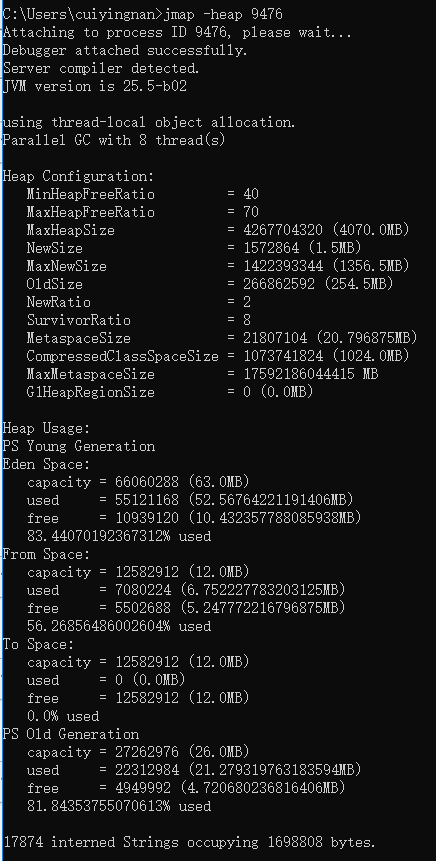 C:\Users\cuiyingnan>jmap -heap 9476
Attaching to process ID 9476, please wait...
Debugger attached successfully.
Server compiler detected.
JVM version is 25.5-b02
using thread-local object allocation.
Parallel GC with 8 thread(s)
Heap Configuration:
MinHeapFreeRatio = 40
MaxHeapFreeRatio = 70
MaxHeapSize = 4267704320 (4070.0MB)
NewSize = 1572864 (1.5MB)
MaxNewSize = 1422393344 (1356.5MB)
OldSize = 266862592 (254.5MB)
NewRatio = 2
SurvivorRatio = 8
MetaspaceSize = 21807104 (20.796875MB)
CompressedClassSpaceSize = 1073741824 (1024.0MB)
MaxMetaspaceSize = 17592186044415 MB
G1HeapRegionSize = 0 (0.0MB)
Heap Usage:
PS Young Generation
Eden Space:
capacity = 66060288 (63.0MB)
used = 55121168 (52.56764221191406MB)
free = 10939120 (10.432357788085938MB)
83.44070192367312% used
From Space:
capacity = 12582912 (12.0MB)
used = 7080224 (6.752227783203125MB)
free = 5502688 (5.247772216796875MB)
56.26856486002604% used
To Space:
capacity = 12582912 (12.0MB)
used = 0 (0.0MB)
free = 12582912 (12.0MB)
0.0% used
PS Old Generation
capacity = 27262976 (26.0MB)
used = 22312984 (21.279319763183594MB)
free = 4949992 (4.720680236816406MB)
81.84353755070613% used
17874 interned Strings occupying 1698808 bytes.